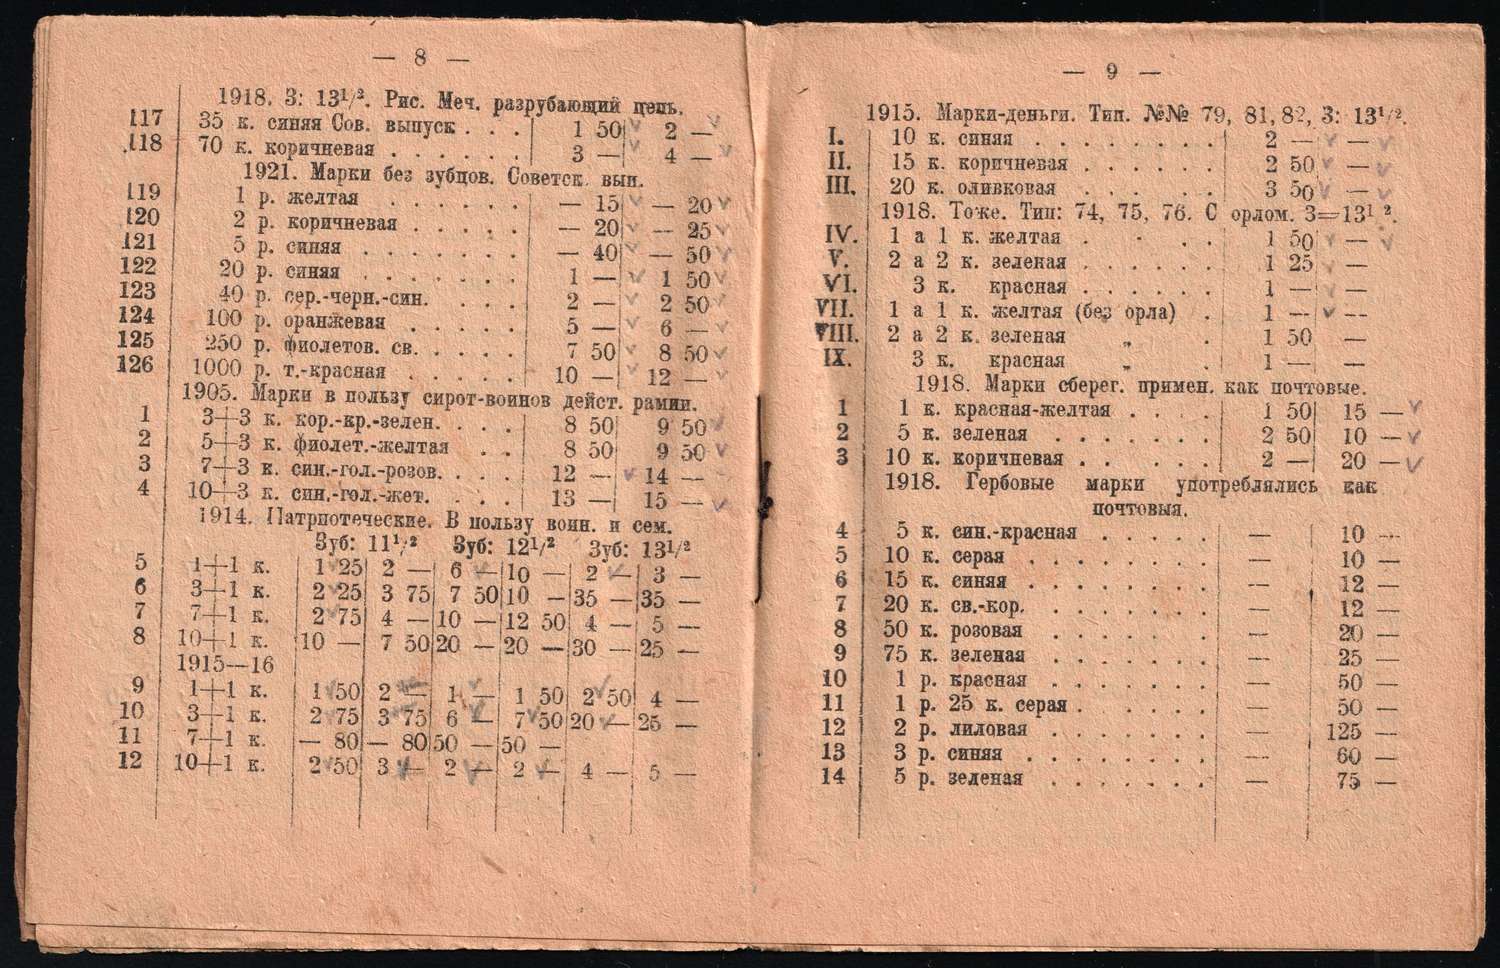 — 8 —
1918. З: 13¹/². Рис. Меч. разрубающий цепь.
117 35 к. синяя Сов. выпуск . . . 1 50 2 —
118 70 к. коричневая . . . . . . 3 — 4 —
1921. Марки без зубцов. Советск. вып.
119 1 р. желтая . . . . . . — 15 — 20
120 2 р. коричневая . . . . . — 20 — 25
121 5 р. синяя . . . . . . . — 40 — 50
122 20 р. синяя . . . . . . . 1 — 1 50
123 40 р. сер.-черн.-син. . . . 2 — 2 50
124 100 р. оранжевая . . . . . 5 — 6 —
125 250 р. фиолетов. св. . . . . 7 50 8 50
126 1000 р. т.-красная . . . . . 10 — 12 —
1905. Марки в пользу сирот-воинов дейст. рамии.
1 3+3 к. кор.-кр.-зелен. . . . . 8 50 9 50
2 5+3 к. фиолет.-желтая . . 8 50 9 50
3 7+3 к. син.-гол.-розов. . . . . 12 — 14 —
4 10+3 к. син.-гол.-жет. . . . 13 — 15 —
1914. Патрпотеческие. В пользу воин. и сем.
Зуб: 11¹/² Зуб: 12¹/² Зуб: 13¹/²
5 1+1 к. 1 25 2 — 6 — 10 — 2 — 3 —
6 3+1 к. 2 25 3 75 7 50 10 — 35 — 35 —
7 7+1 к. 2 75 4 — 10 — 12 50 4 — 5 —
8 10+1 к. 10 — 7 50 20 — 20 — 30 — 25 —
1915—16
9 1+1 к. 1 50 2 — 1 — 1 50 2 50 4 —
10 3+1 к. 2 75 3 75 6 — 7 50 20 — 25 —
11 7+1 к. — 80 — 80 50 — 50 —
12 10+1 к. 2 50 3 — 2 — 2 — 4 — 5 —
— 9 —
1915. Марки-деньги. Тип. №№ 79, 81, 82, З: 13¹/².
I. 10 к. синяя . . . . . . . . 2 — —
II. 15 к. коричневая . . . . . . 2 50 —
III. 20 к. оливковая . . . . 3 50 —
1918. Тоже. Тип: 74, 75, 76. С орлом. З=13¹ ².
IV. 1 а 1 к. желтая . . . . 1 50 —
V. 2 а 2 к. зеленая . . . . . . 1 25 —
VI. 3 к. красная . . . . . . 1 — —
VII. 1 а 1 к. желтая (без орла) . 1 — —
VIII. 2 а 2 к. зеленая „ . 1 50 —
IX. 3 к. красная „ . 1 — —
1918. Марки сберег. примен. как почтовые.
1 1 к. красная-желтая . . . . 1 50 15 —
2 5 к. зеленая . . . . . . . 2 50 10 —
3 10 к. коричневая . . . . . 2 — 20 —
1918. Гербовые марки употреблялись как
почтовыя.
4 5 к. син.-красная . . . . . — 10 —
5 10 к. серая . . . . . . . . — 10 —
6 15 к. синяя . . . . . . . . — 12 —
7 20 к. св.-кор. . . . . . . . — 12 —
8 50 к. розовая . . . . . . . — 20 —
9 75 к. зеленая . . . . . . . — 25 —
10 1 р. красная . . . . . . . — 50 —
11 1 р. 25 к. серая . . . . . . — 50 —
12 2 р. лиловая . . . . . . . — 125 —
13 3 р. синяя . . . . . . . . — 60 —
14 5 р. зеленая . . . . . . . — 75 —